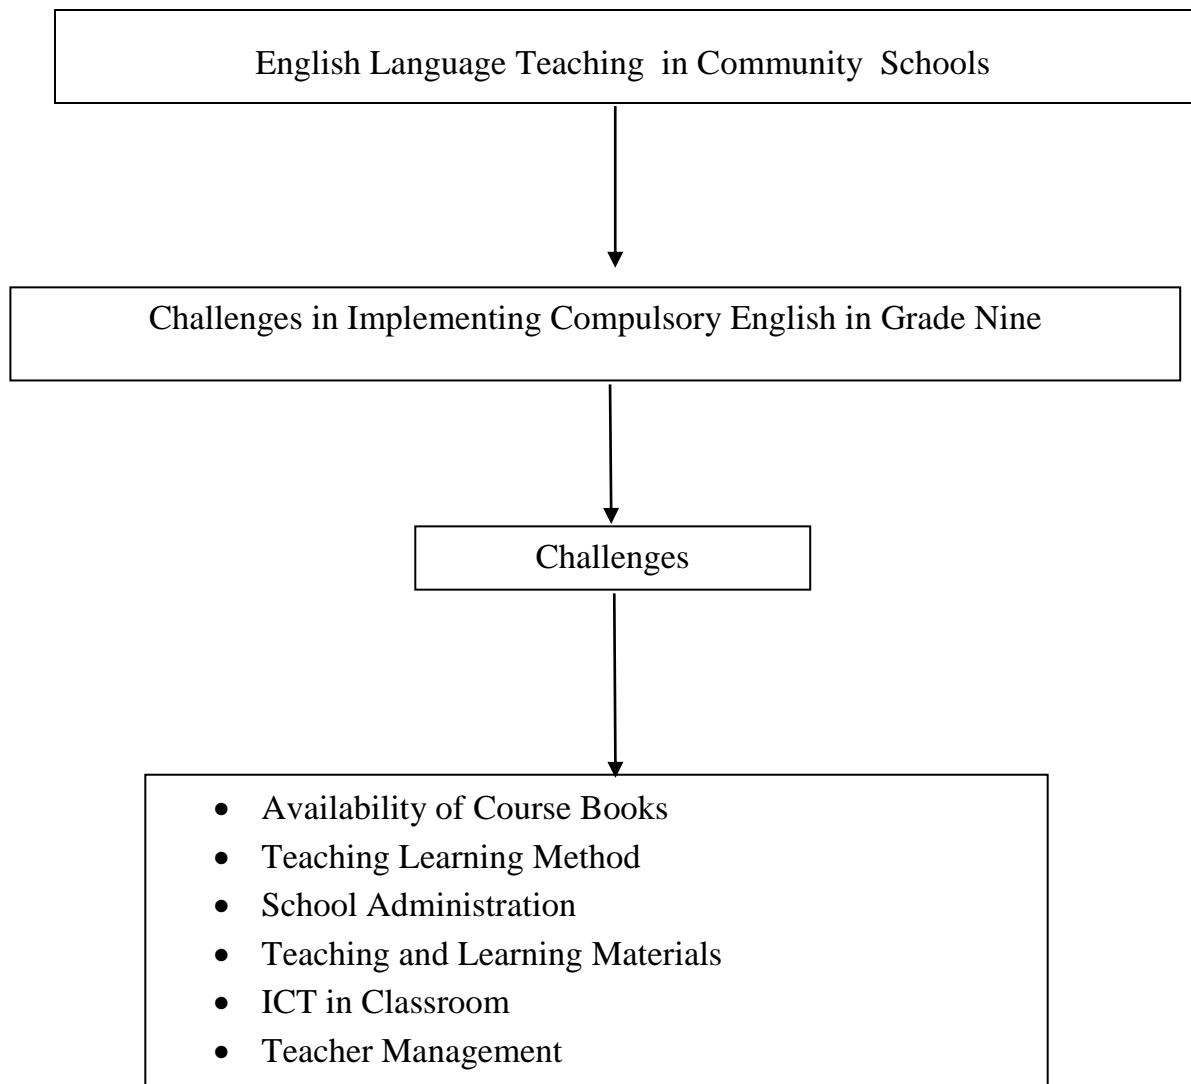 English Language Teaching in Community Schools
Challenges in Implementing Compulsory English in Grade Nine
Challenges
• Availability of Course Books
• Teaching Learning Method
• School Administration
• Teaching and Learning Materials
• ICT in Classroom
• Teacher Management